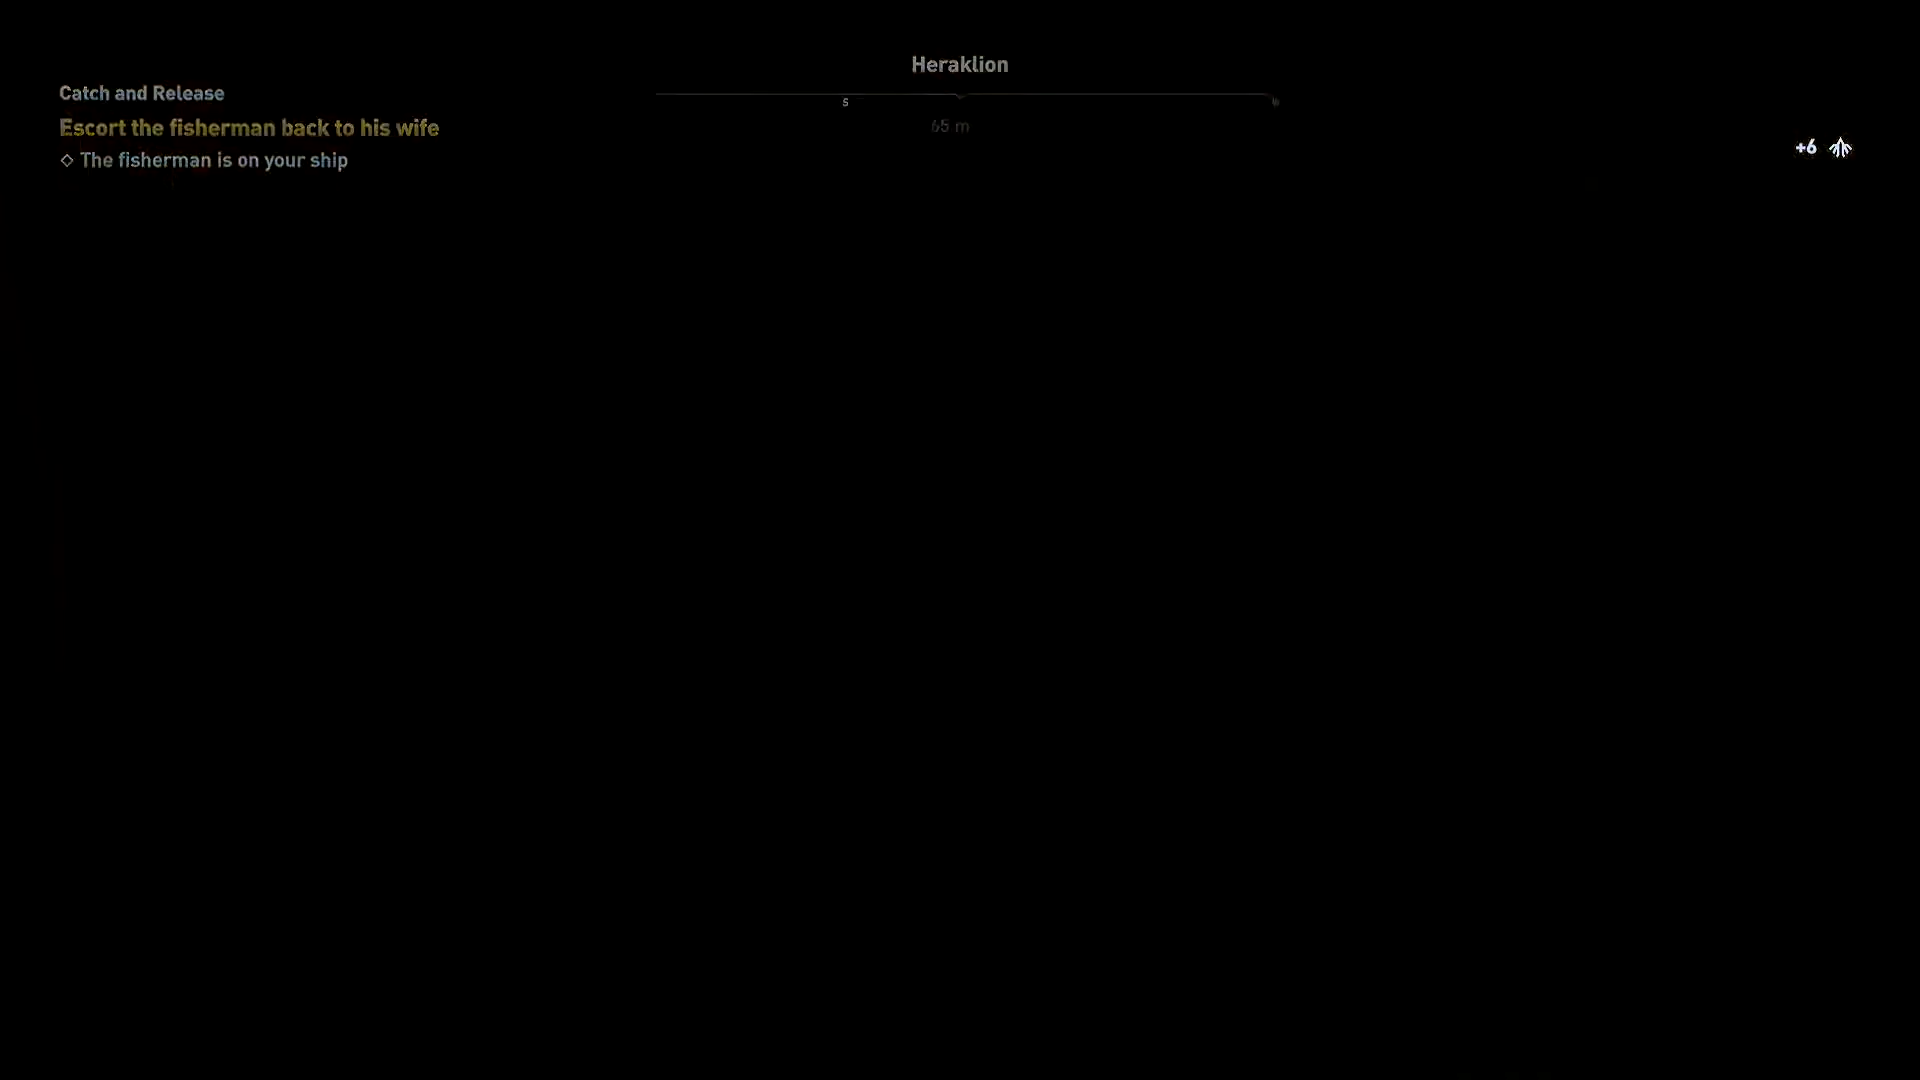 Heraklion
Catch and Release
S
W
Escort the fisherman back to his wife
65 m
The fisherman is on your ship
+6